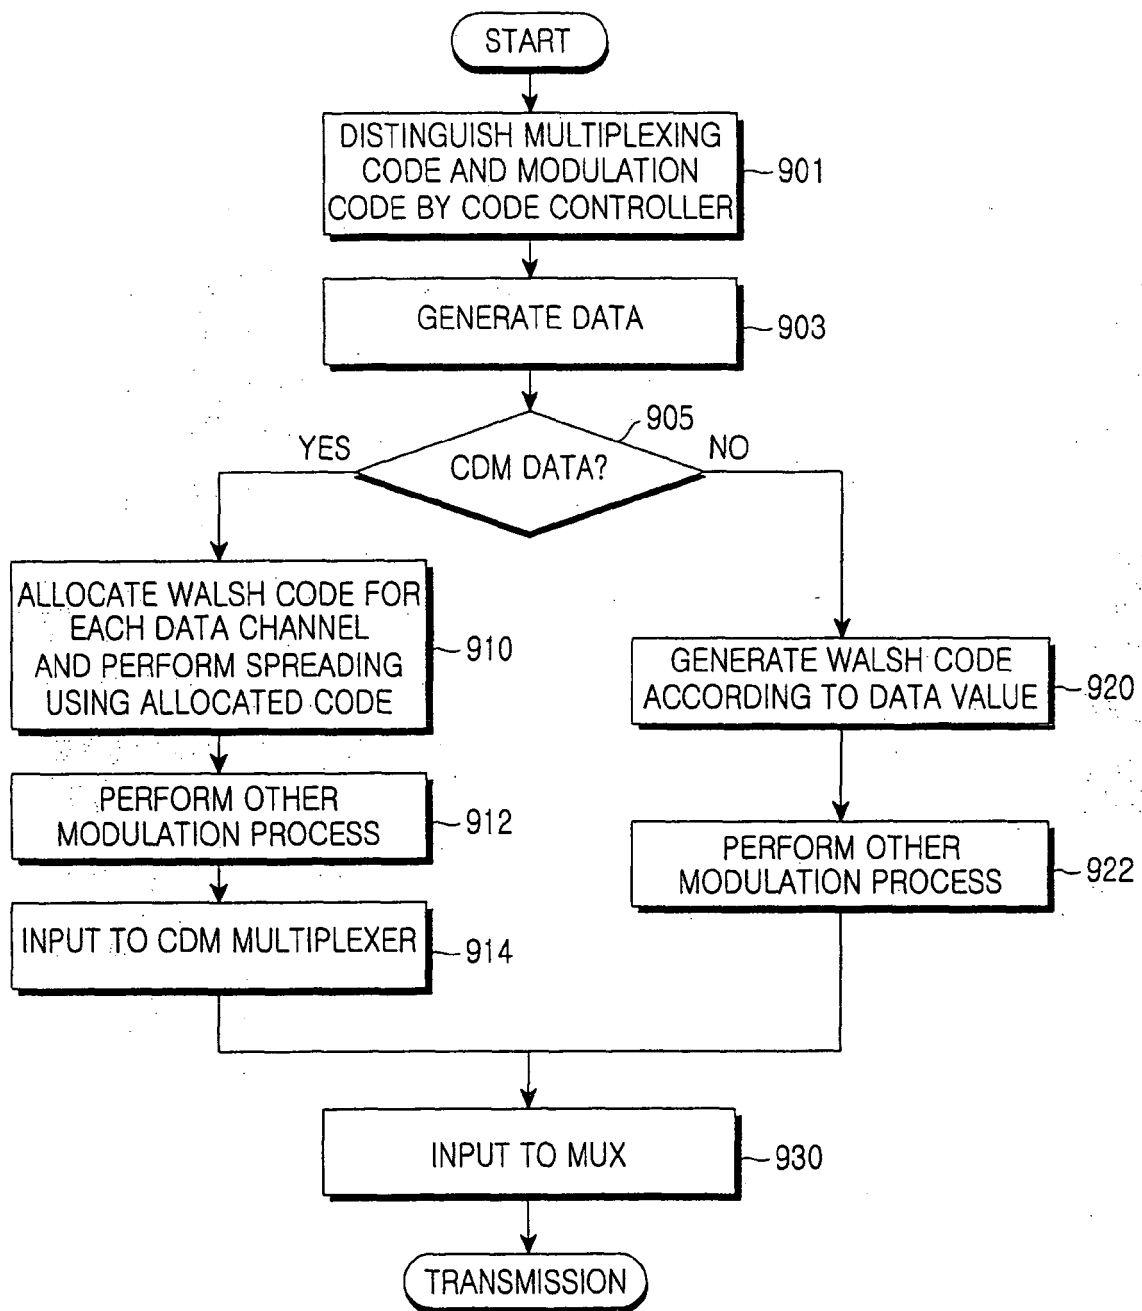 START
DISTINGUISH MULTIPLEXING
CODE AND MODULATION
CODE BY CODE CONTROLLER
901
GENERATE DATA
903
905
YES
CDM DATA?
NO
ALLOCATE WALSH CODE FOR
EACH DATA CHANNEL
AND PERFORM SPREADING
USING ALLOCATED CODE
910
GENERATE WALSH CODE
ACCORDING TO DATA VALUE
920
PERFORM OTHER
MODULATION PROCESS
912
PERFORM OTHER
MODULATION PROCESS
922
INPUT TO CDM MULTIPLEXER
914
INPUT TO MUX
930
TRANSMISSION